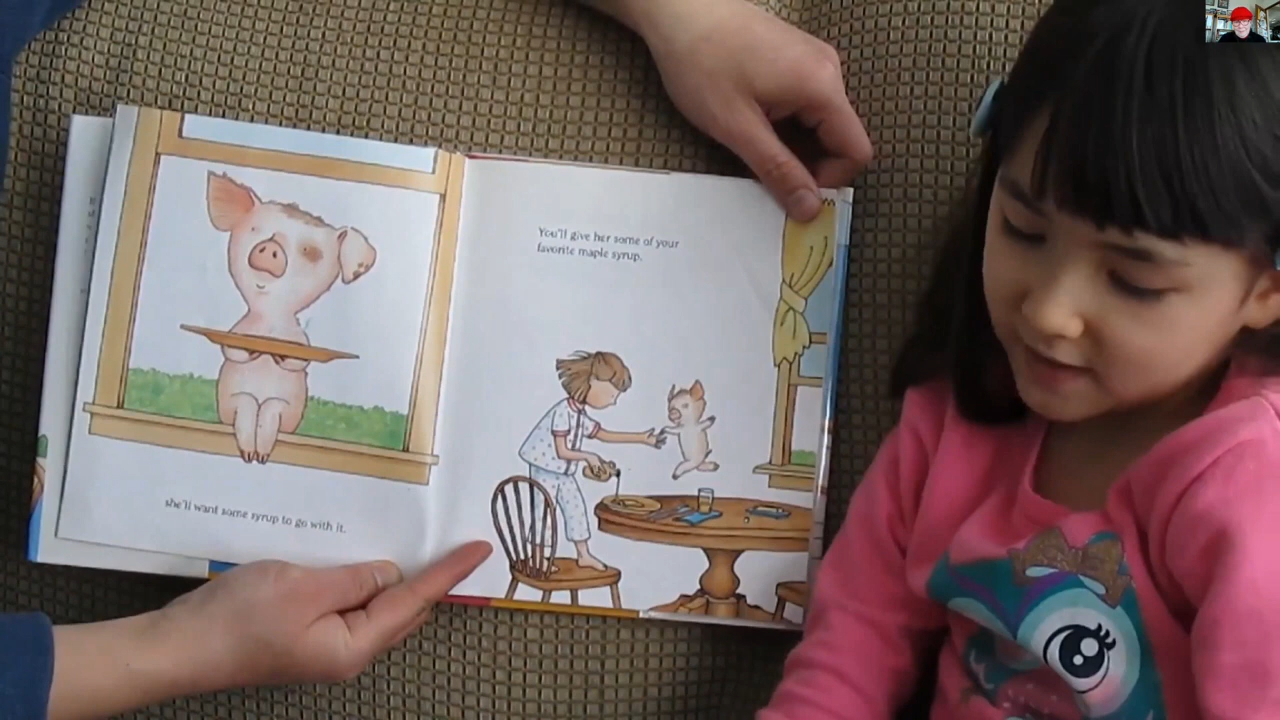 she'll want some syrup to go with it.
You'll give her some of your
favorite maple syrup.